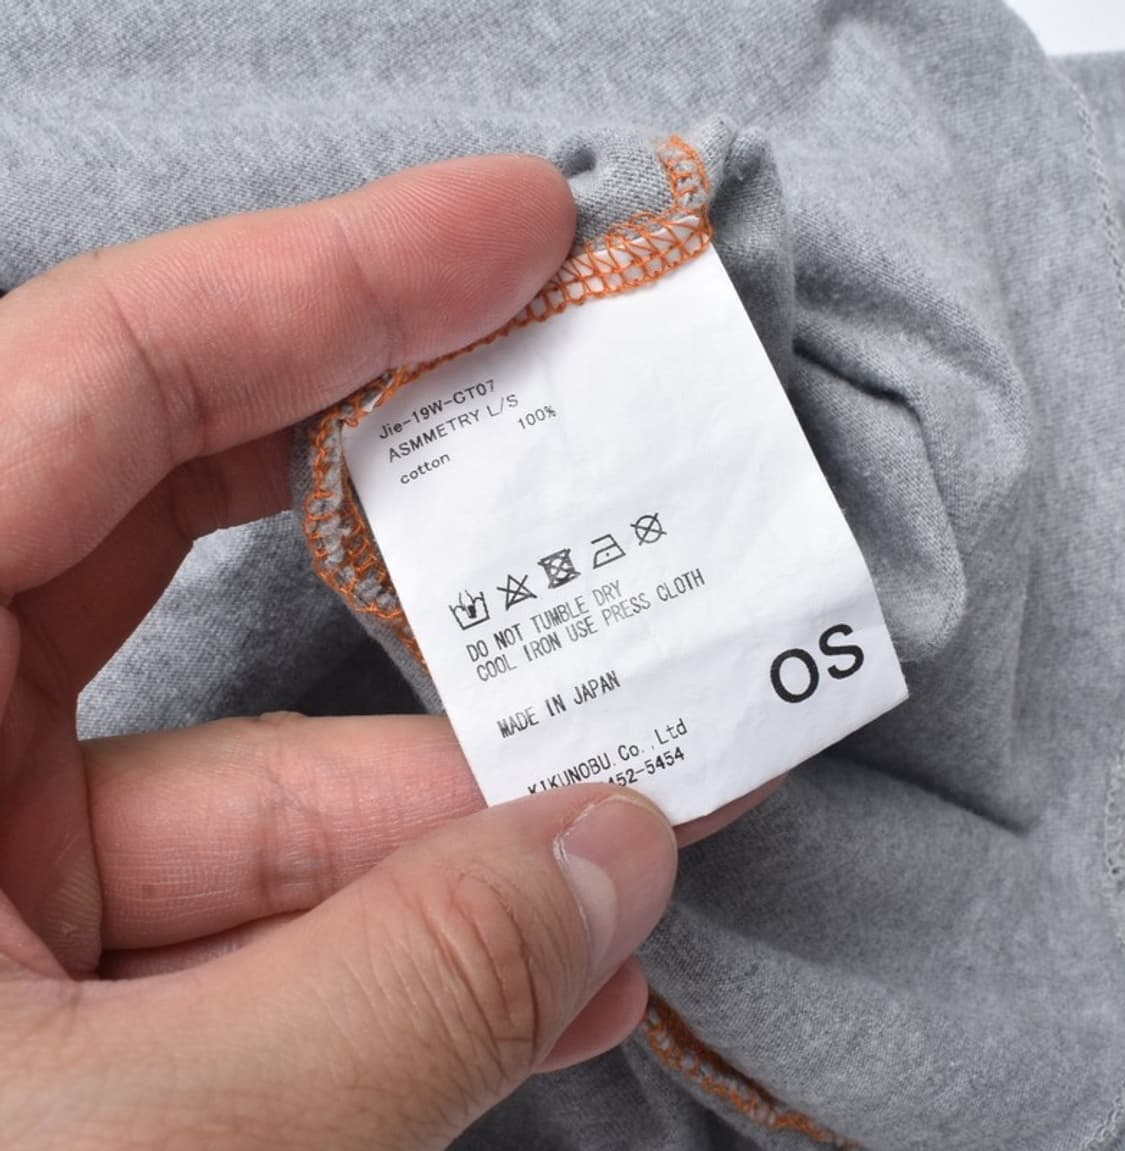 Jie-19W-CT07
ASMMETRY L/S
cotton 100%
DO NOT TUMBLE DRY
COOL IRON USE PRESS CLOTH
MADE IN JAPAN
OS
KIKUNOBU.Co.,Ltd
452-5454